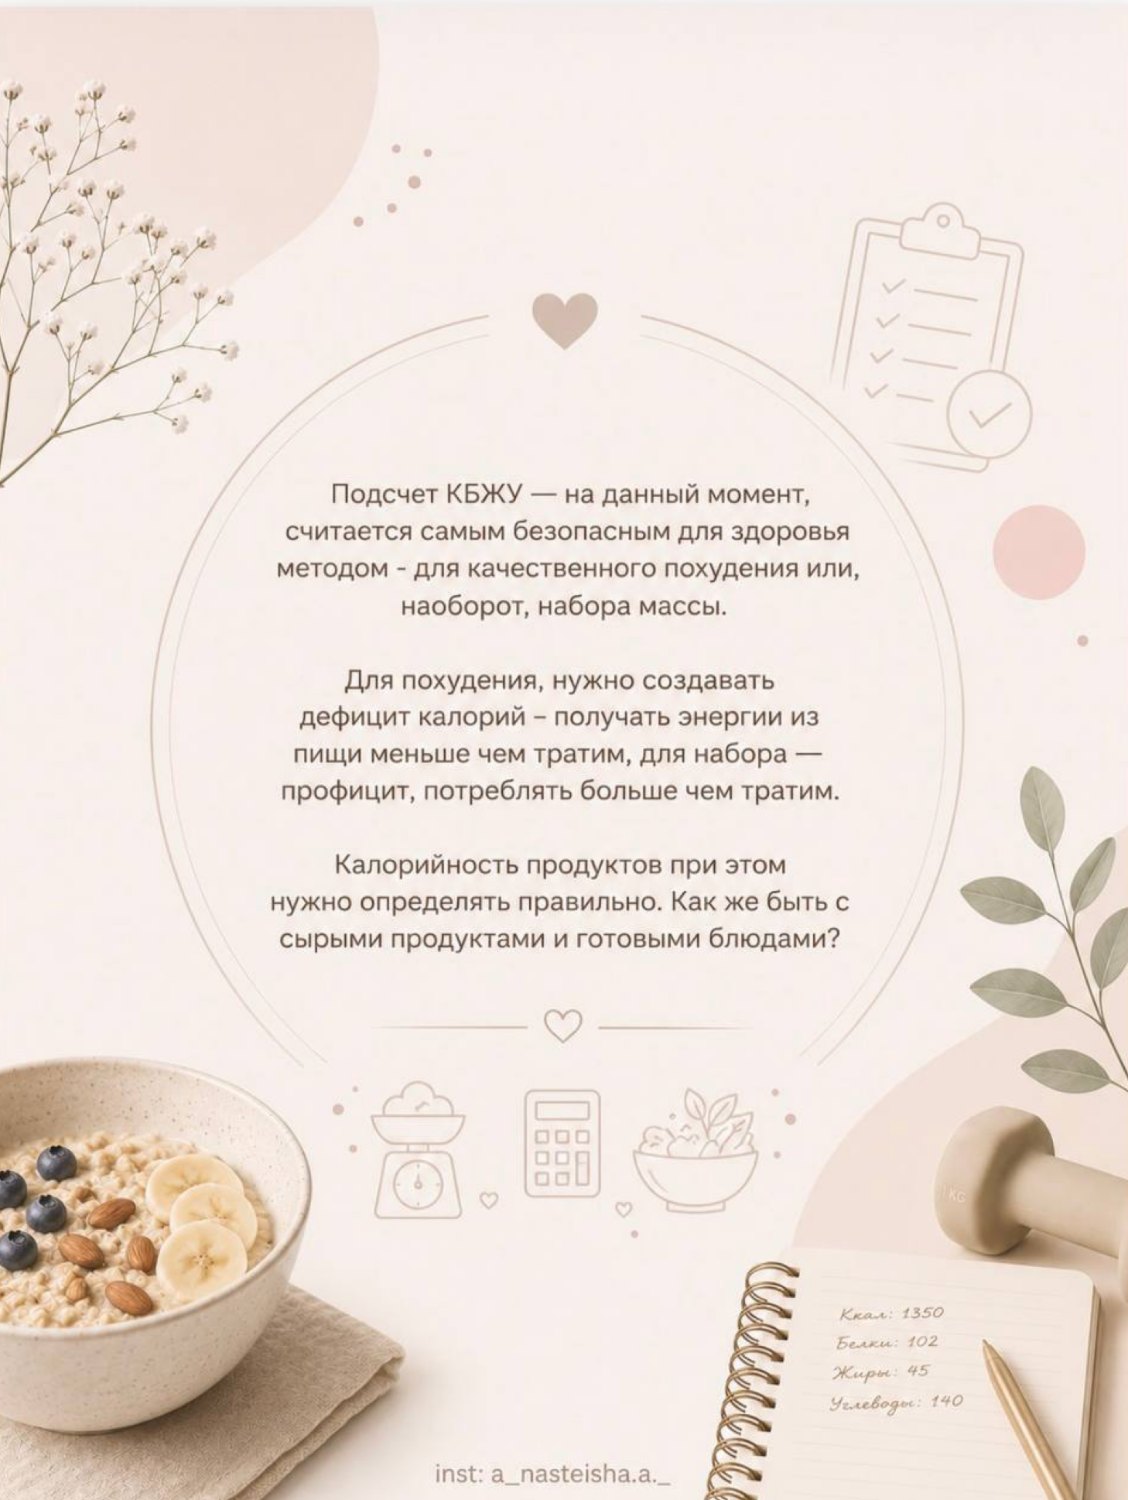 Подсчет КБЖУ — на данный момент,
считается самым безопасным для здоровья
методом - для качественного похудения или,
наоборот, набора массы.
Для похудения, нужно создавать
дефицит калорий – получать энергии из
пищи меньше чем тратим, для набора —
профицит, потреблять больше чем тратим.
Калорийность продуктов при этом
нужно определять правильно. Как же быть с
сырыми продуктами и готовыми блюдами?
KG
Ккал: 1350
Белки: 102
Жиры: 45
Углеводы: 140
inst: a_nasteisha.a._